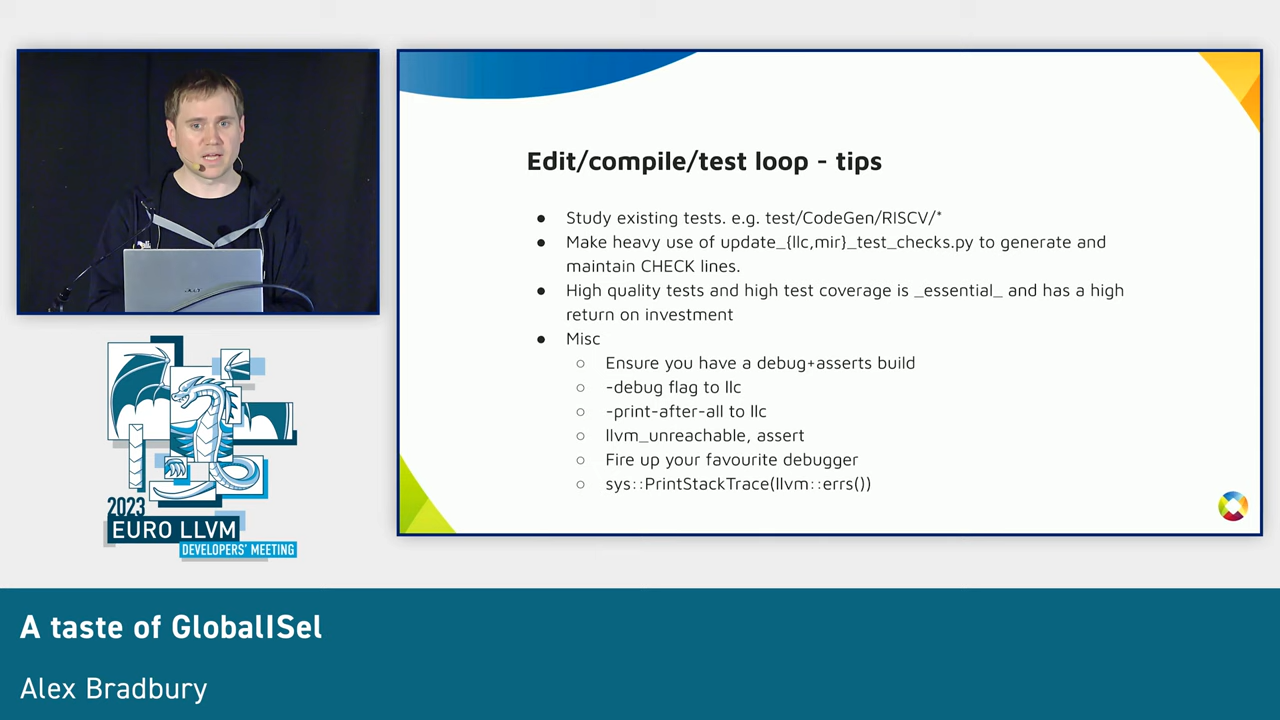 Edit/compile/test loop - tips
● Study existing tests. e.g. test/CodeGen/RISCV/*
● Make heavy use of update_{llc,mir}_test_checks.py to generate and
maintain CHECK lines.
● High quality tests and high test coverage is _essential_ and has a high
return on investment
● Misc
○ Ensure you have a debug+asserts build
○ -debug flag to llc
○ -print-after-all to llc
○ llvm_unreachable, assert
○ Fire up your favourite debugger
○ sys::PrintStackTrace(llvm::errs())
2023
EURO LLVM
DEVELOPERS' MEETING
A taste of GlobalISel
Alex Bradbury